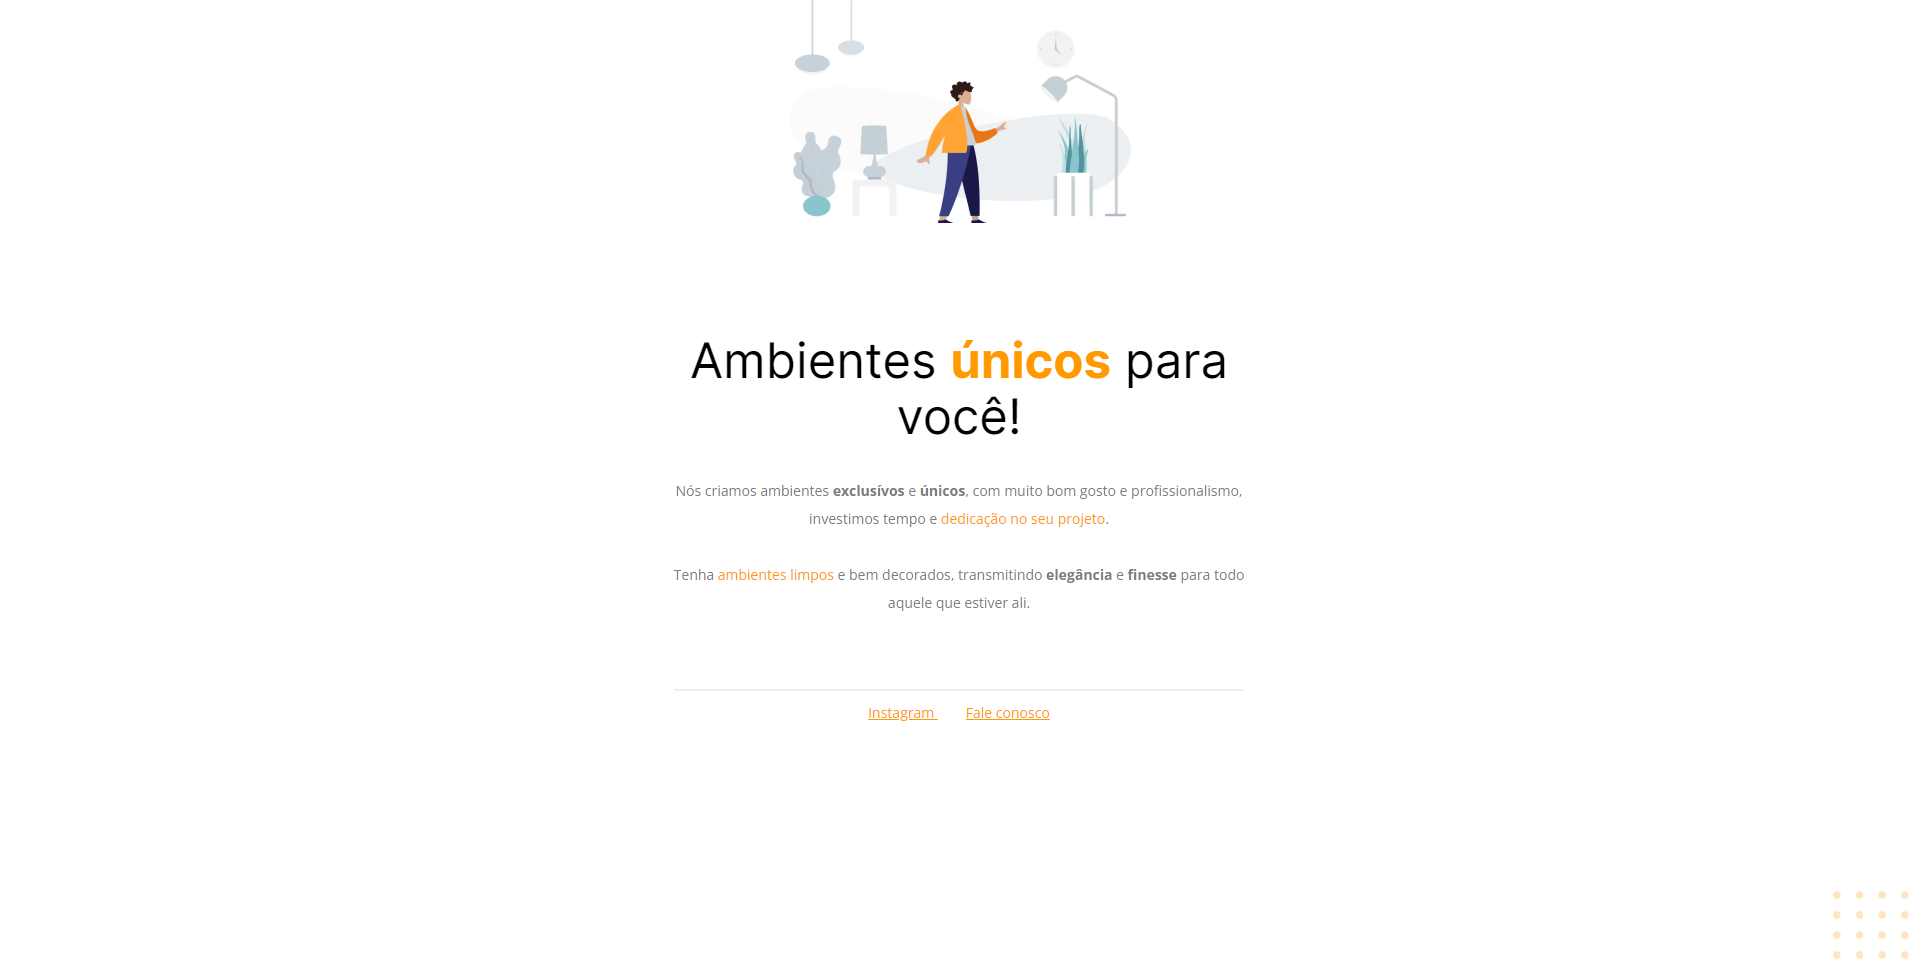 Ambientes únicos para
você!
Nós criamos ambientes exclusívos e únicos, com muito bom gosto e profissionalismo,
investimos tempo e dedicação no seu projeto.
Tenha ambientes limpos e bem decorados, transmitindo elegância e finesse para todo
aquele que estiver ali.
Instagram Fale conosco